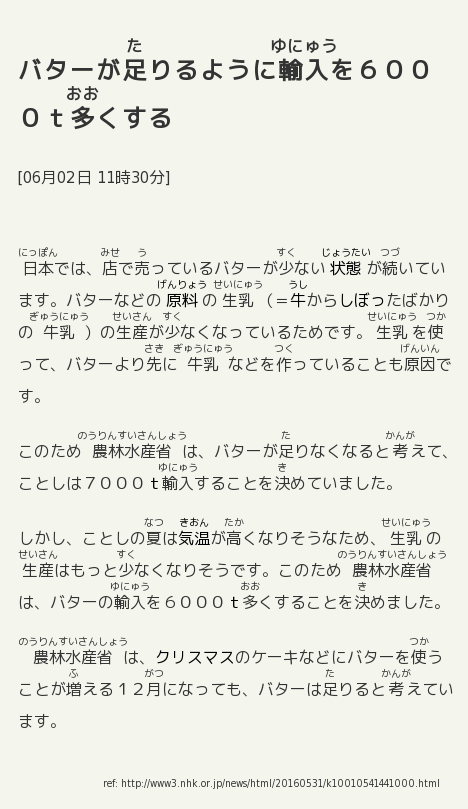 バターが足りるように輸入を６００
０ｔ多くする
[06月02日 11時30分]
日本では、店で売っているバターが少ない状態が続いてい
ます。バターなどの原料の生乳（＝牛からしぼったばかり
の牛乳）の生産が少なくなっているためです。生乳を使
って、バターより先に牛乳などを作っていることも原因で
す。
このため農林水産省は、バターが足りなくなると考えて、
ことしは７０００ｔ輸入することを決めていました。
しかし、ことしの夏は気温が高くなりそうなため、生乳の
生産はもっと少なくなりそうです。このため農林水産省
は、バターの輸入を６０００ｔ多くすることを決めました。
農林水産省は、クリスマスのケーキなどにバターを使う
ことが増える１２月になっても、バターは足りると考えてい
ます。
ref: http://www3.nhk.or.jp/news/html/20160531/k10010541441000.html